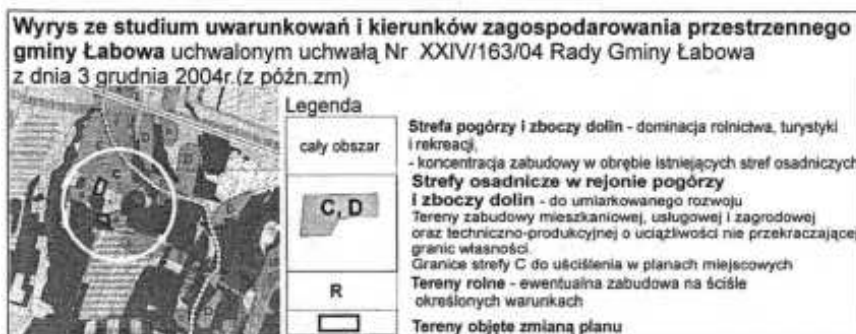 Wyrys ze studium uwarunkowań i kierunków zagospodarowania przestrzennego
gminy Łabowa uchwalonym uchwałą Nr XXIV/163/04 Rady Gminy Łabowa
z dnia 3 grudnia 2004r.(z późn.zm)
Legenda
cały obszar
Strefa pogórzy i zboczy dolin - dominacja rolnictwa, turystyki
i rekreacji,
- koncentracja zabudowy w obrębie istniejących stref osadniczych
C, D
Strefy osadnicze w rejonie pogórzy
i zboczy dolin - do umiarkowanego rozwoju
Tereny zabudowy mieszkaniowej, usługowej i zagrodowej
oraz techniczno-produkcyjnej o uciążliwości nie przekraczającej
granic własności
Granice strefy C do uściślenia w planach miejscowych
R
Tereny rolne - ewentualna zabudowa na ściśle
określonych warunkach
Tereny objęte zmianą planu